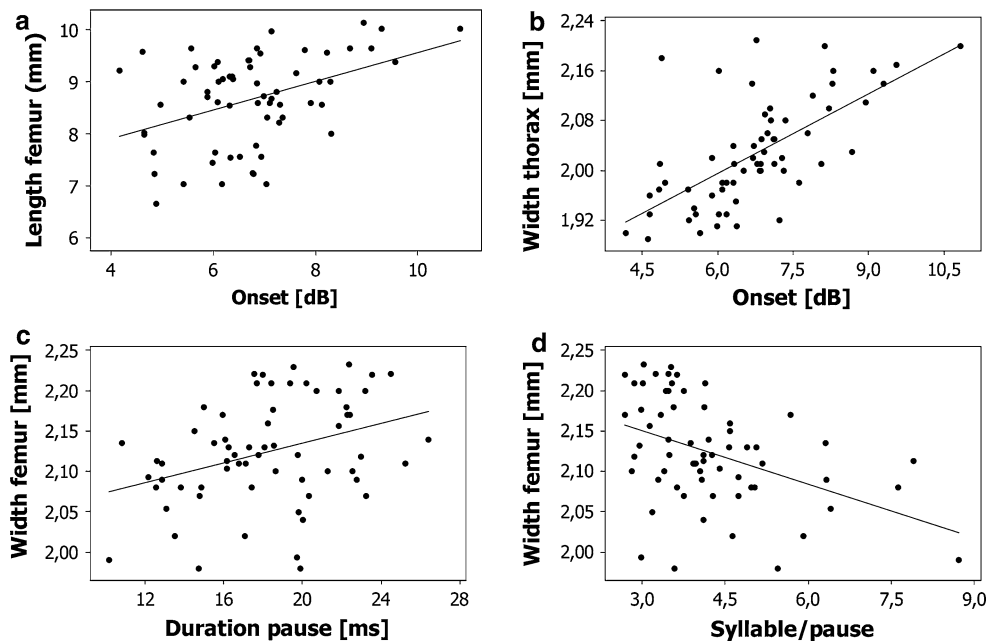 a
10
9
8
7
6
Length femur (mm)
4 6 8 10
Onset [dB]
b
2,24
2,16
2,08
2,00
1,92
Width thorax [mm]
4,5 6,0 7,5 9,0 10,5
Onset [dB]
c
2,25
2,20
2,15
2,10
2,05
2,00
Width femur [mm]
12 16 20 24 28
Duration pause [ms]
d
2,25
2,20
2,15
2,10
2,05
2,00
Width femur [mm]
3,0 4,5 6,0 7,5 9,0
Syllable/pause